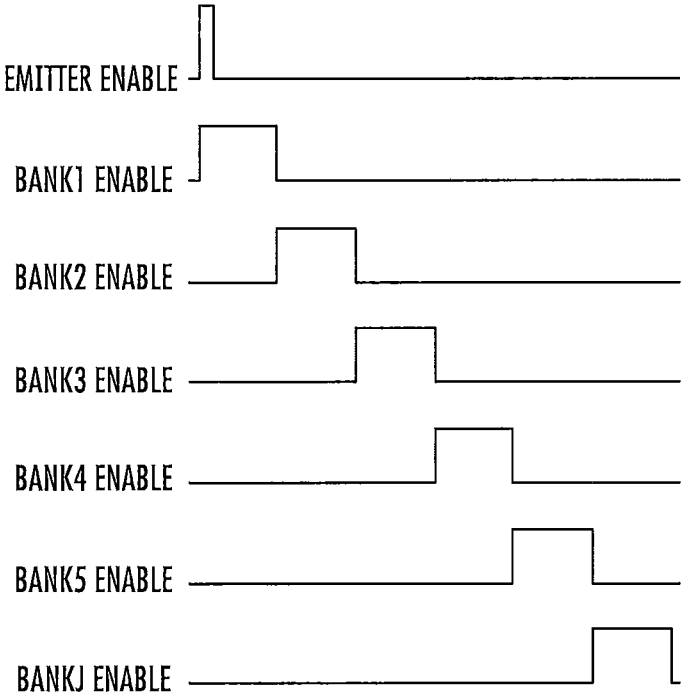 EMITTER ENABLE
BANK1 ENABLE
BANK2 ENABLE
BANK3 ENABLE
BANK4 ENABLE
BANK5 ENABLE
BANKJ ENABLE